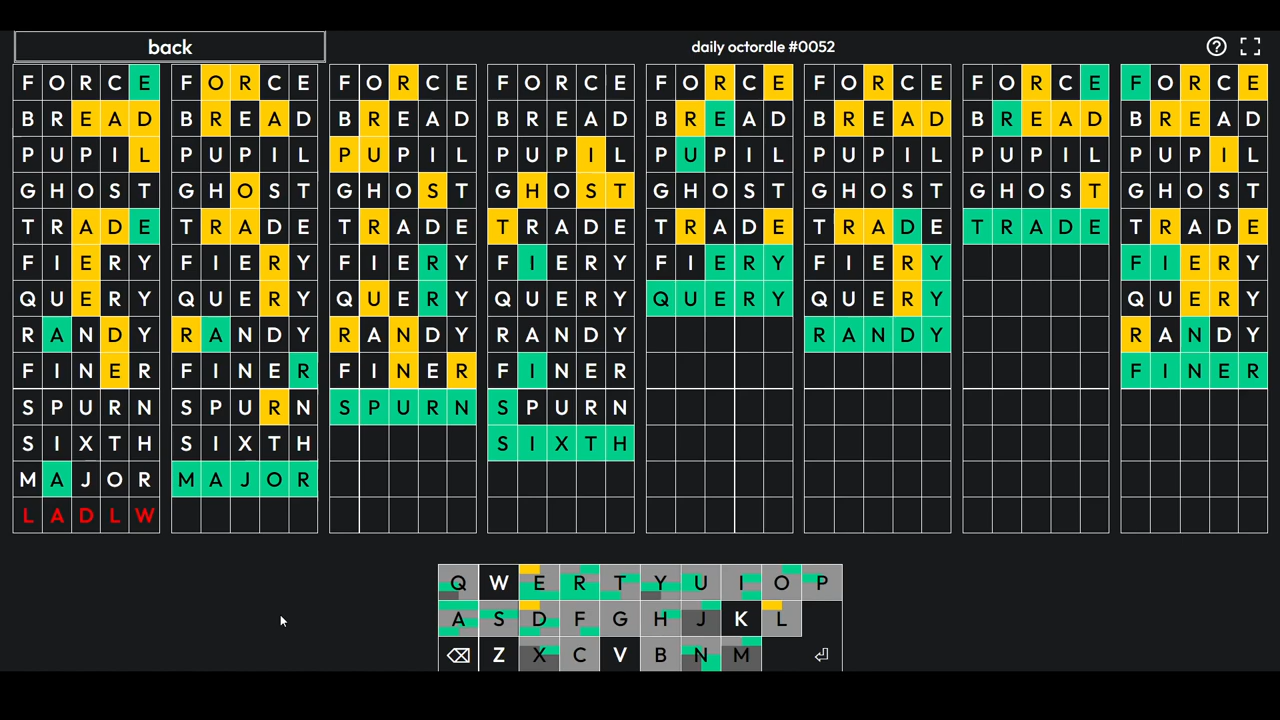 back
daily octordle #0052
FORCE FORCE FORCE FORCE FORCE FORCE FORCE FORCE
BREAD BREAD BREAD BREAD BREAD BREAD BREAD BREAD
PUPIL PUPIL PUPIL PUPIL PUPIL PUPIL PUPIL PUPIL
GHOST GHOST GHOST GHOST GHOST GHOST GHOST GHOST
TRADE TRADE TRADE TRADE TRADE TRADE TRADE TRADE
FIERY FIERY FIERY FIERY FIERY FIERY FIERY
QUERY QUERY QUERY QUERY QUERY QUERY QUERY
RANDY RANDY RANDY RANDY RANDY RANDY
FINER FINER FINER FINER FINER
SPURN SPURN SPURN SPURN
SIXTH SIXTH SIXTH
MAJOR MAJOR
LADLW
Q W E R T Y U I O P
A S D F G H J K L
Z X C V B N M